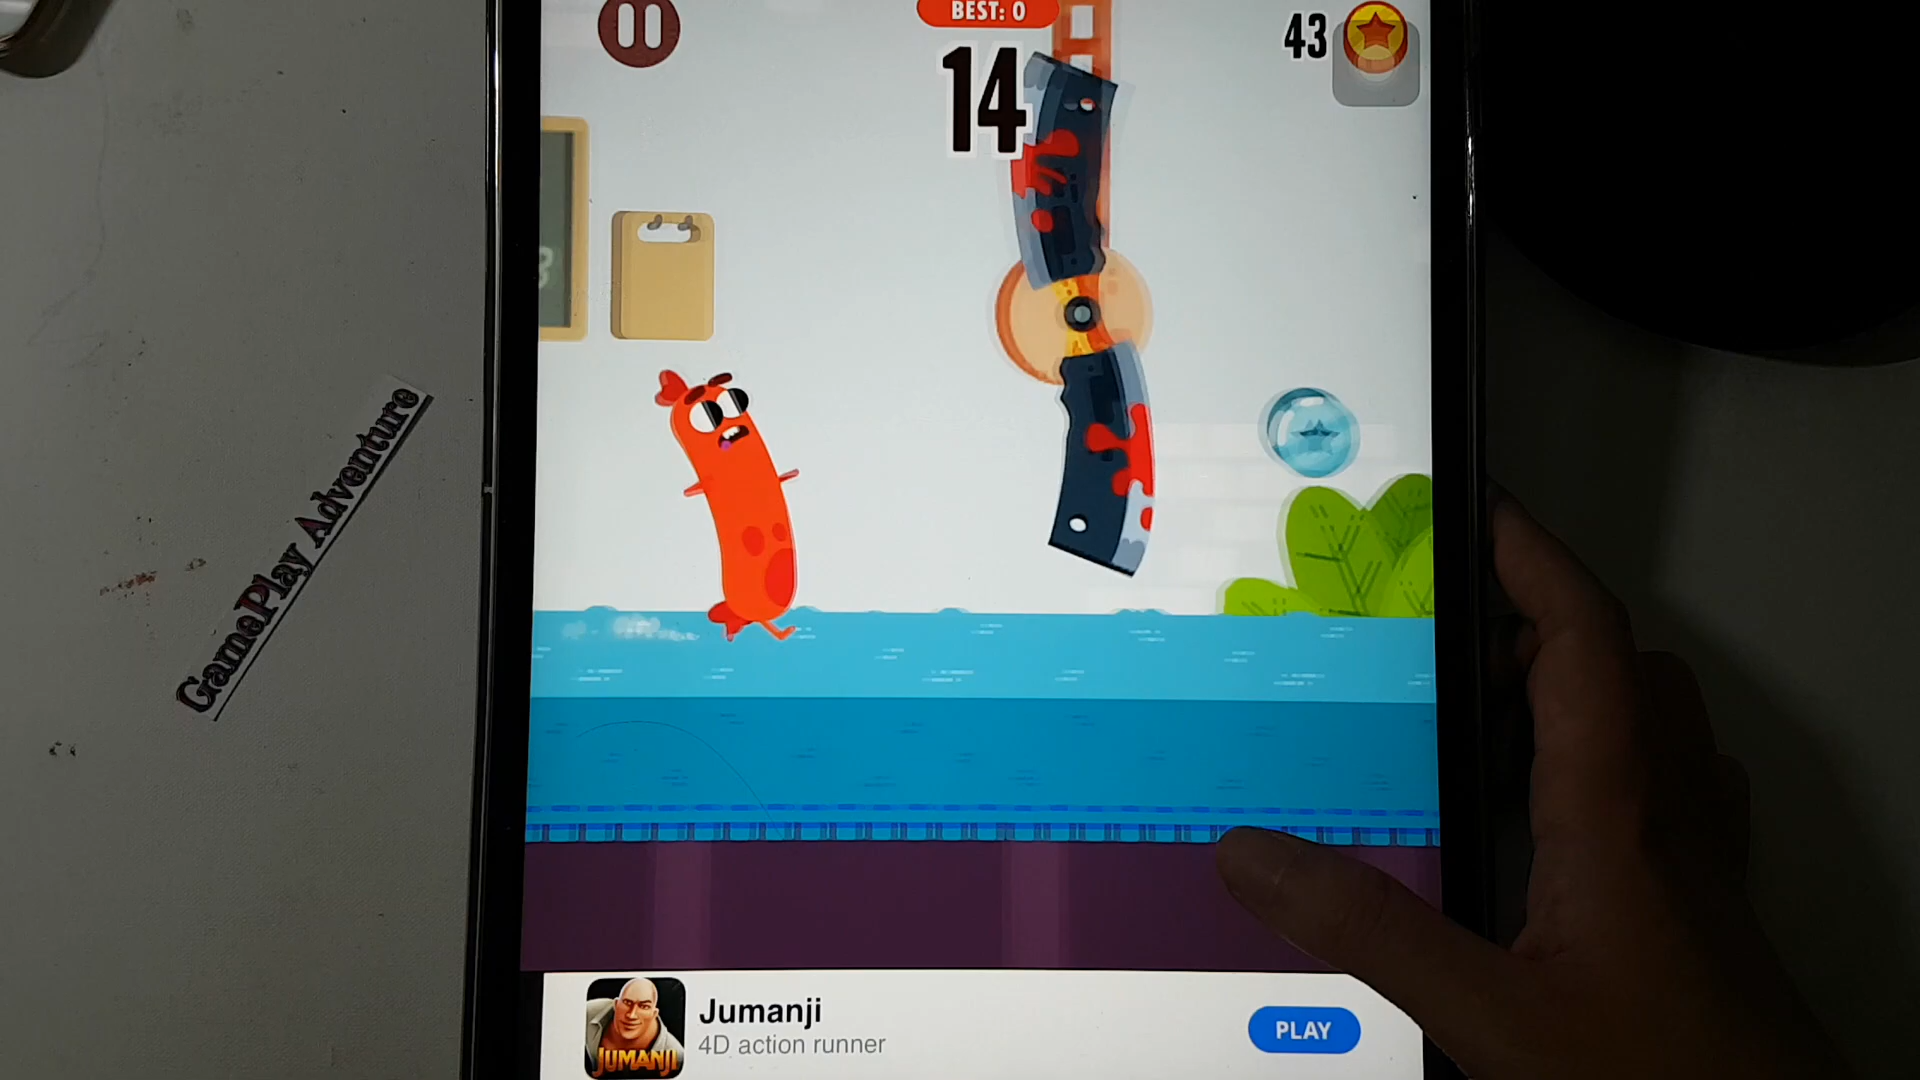 BEST: 0
14
43
GamePlay Adventure
Jumanji
4D action runner
JUMANJI
PLAY